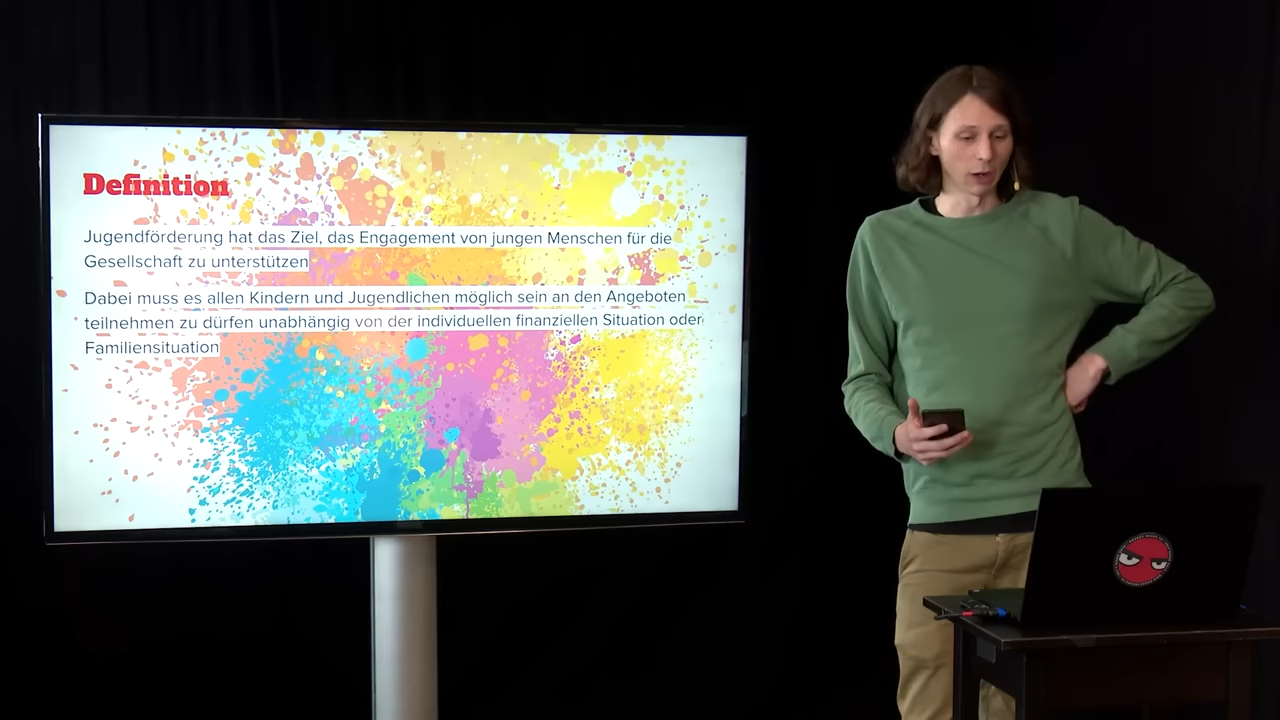 Definition
Jugendförderung hat das Ziel, das Engagement von jungen Menschen für die
Gesellschaft zu unterstützen
Dabei muss es allen Kindern und Jugendlichen möglich sein an den Angeboten
teilnehmen zu dürfen unabhängig von der individuellen finanziellen Situation oder
Familiensituation